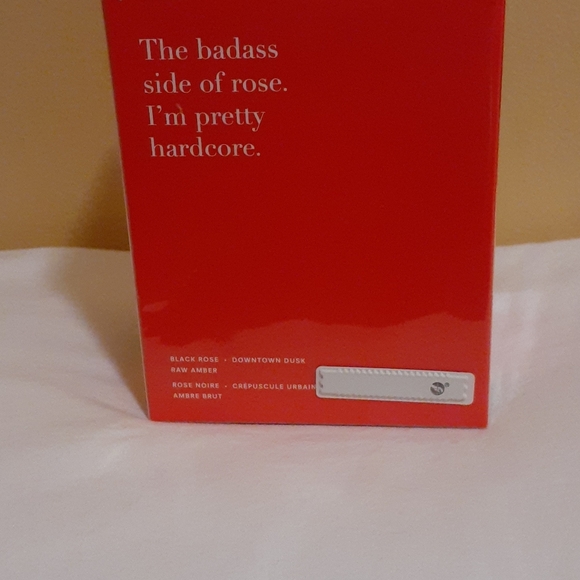 The badass
side of rose.
I'm pretty
hardcore.
BLACK ROSE - DOWNTOWN DUSK
RAW AMBER
ROSE NOIRE - CRÉPUSCULE URBAIN
AMBRE BRUT